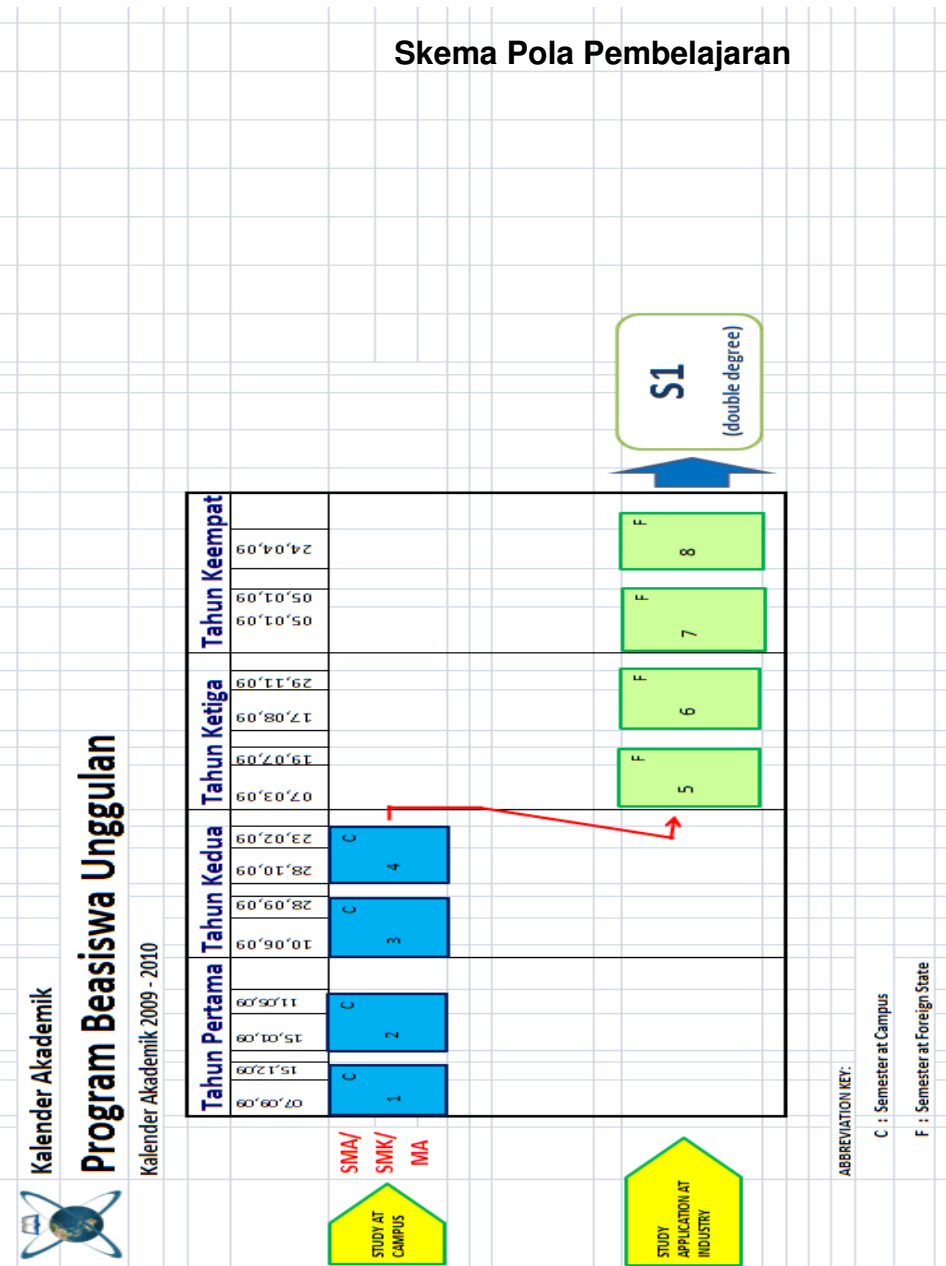 Skema Pola Pembelajaran
Kalender Akademik
Program Beasiswa Unggulan
Kalender Akademik 2009 - 2010
Tahun Pertama
Tahun Kedua
Tahun Ketiga
Tahun Keempat
07,09,09
15,12,09
15,01,09
11,05,09
10,06,09
28,09,09
28,10,09
23,02,09
07,03,09
19,07,09
17,08,09
29,11,09
05,01,09
05,01,09
24,04,09
SMA/
SMK/
MA
STUDY AT
CAMPUS
C
1
C
2
C
3
C
4
STUDY
APPLICATION AT
INDUSTRY
F
5
F
6
F
7
F
8
S1
(double degree)
ABBREVIATION KEY:
C : Semester at Campus
F : Semester at Foreign State